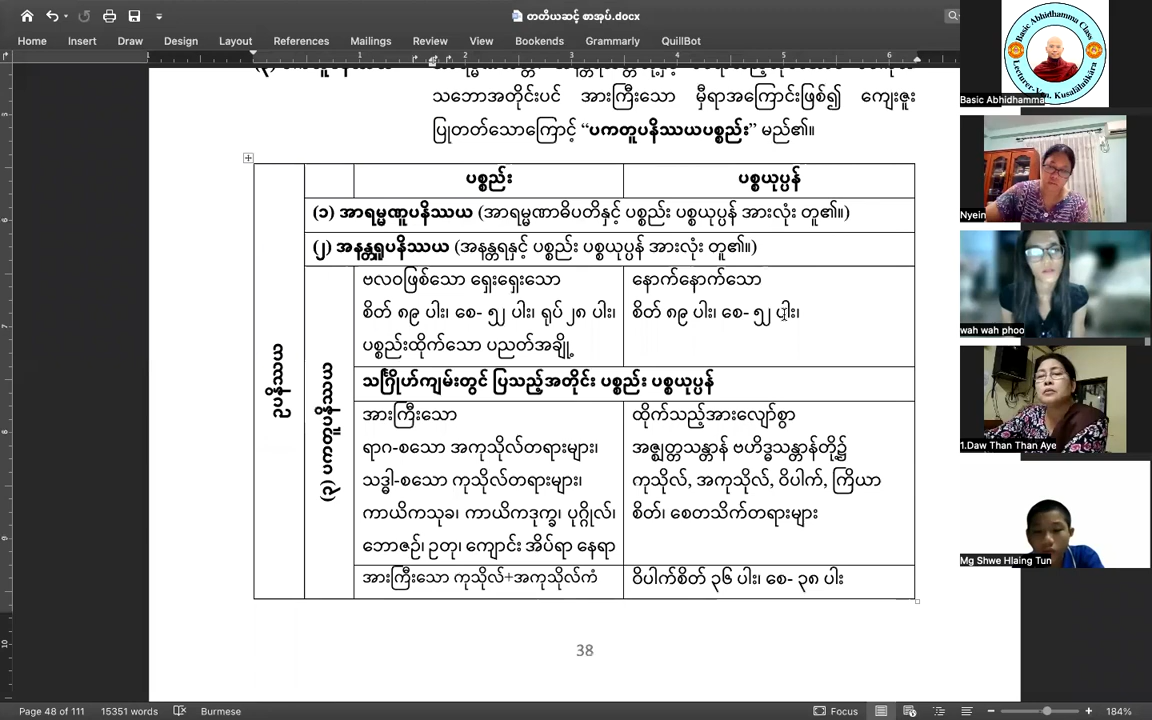 တတိယဆင့် စာအုပ်.docx
Home Insert Draw Design Layout References Mailings Review View Bookends Grammarly QuillBot
သဘောအတိုင်းပင် အားကြီးသော မှီရာအကြောင်းဖြစ်၍ ကျေးဇူး
ပြုတတ်သောကြောင့် “ပကတူပနိဿယပစ္စည်း” မည်၏။
ပစ္စည်း ပစ္စယုပ္ပန်
(၁) အာရမ္မဏူပနိဿယ (အာရမ္မဏာဓိပတိနှင့် ပစ္စည်း ပစ္စယုပ္ပန် အားလုံး တူ၏။)
(၂) အနန္တရူပနိဿယ (အနန္တရနှင့် ပစ္စည်း ပစ္စယုပ္ပန် အားလုံး တူ၏။)
ဥပနိဿယ
(၃) ပကတူပနိဿယ
ဗလဝဖြစ်သော ရှေးရှေးသော
စိတ် ၈၉ ပါး၊ စေ- ၅၂ ပါး၊ ရုပ် ၂၈ ပါး၊
ပစ္စည်းထိုက်သော ပညတ်အချို့
နောက်နောက်သော
စိတ် ၈၉ ပါး၊ စေ- ၅၂ ပါး၊
သင်္ဂြိုဟ်ကျမ်းတွင် ပြသည့်အတိုင်း ပစ္စည်း ပစ္စယုပ္ပန်
အားကြီးသော
ရာဂ-စသော အကုသိုလ်တရားများ၊
သဒ္ဓါ-စသော ကုသိုလ်တရားများ၊
ကာယိကသုခ၊ ကာယိကဒုက္ခ၊ ပုဂ္ဂိုလ်၊
ဘောဇဉ်၊ ဥတု၊ ကျောင်း အိပ်ရာ နေရာ
ထိုက်သည့်အားလျော်စွာ
အဇ္ဈတ္တသန္တာန် ဗဟိဒ္ဓသန္တာန်တို့၌
ကုသိုလ်, အကုသိုလ်, ဝိပါက်, ကြိယာ
စိတ်၊ စေတသိက်တရားများ
အားကြီးသော ကုသိုလ်+အကုသိုလ်ကံ
ဝိပါက်စိတ် ၃၆ ပါး၊ စေ- ၃၈ ပါး
38
Page 48 of 111 15351 words Burmese Focus 184%
Basic Abhidhamma Class
Lecturer-Ven. Kusalālaṅkāra
Basic Abhidhamma
Nyein
wah wah phoo
1.Daw Than Than Aye
Mg Shwe Hlaing Tun